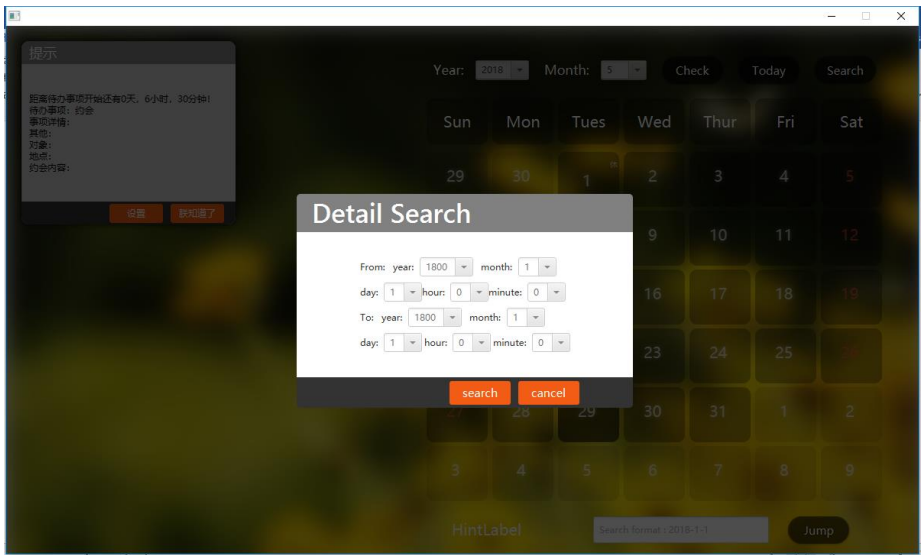 提示
距离待办事项开始还有0天，6小时，30分钟！
待办事项：约会
事项详情：
其他：
对象：
地点：
约会内容：
设置 朕知道了
Year: 2018 Month: 5 Check Today Search
Sun Mon Tues Wed Thur Fri Sat
29 30 1 2 3 4 5
9 10 11 12
16 17 18 19
23 24 25
27 28 29 30 31 1 2
3 4 5 6 7 8 9
Detail Search
From: year: 1800 month: 1
day: 1 hour: 0 minute: 0
To: year: 1800 month: 1
day: 1 hour: 0 minute: 0
search cancel
HintLabel Search format : 2018-1-1 Jump